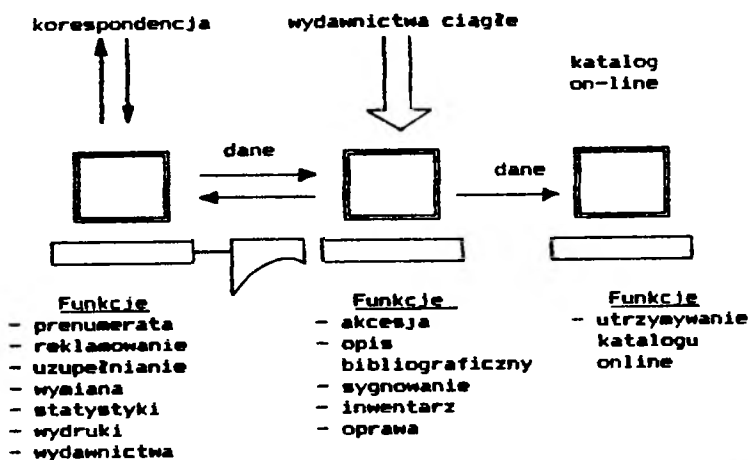 korespondencja
wydawnictwa ciągłe
katalog
on-line
dane
dane
Funkcje
- prenumerata
- reklamowanie
- uzupełnianie
- wymiana
- statystyki
- wydruki
- wydawnictwa
Funkcje
- akcesja
- opis
bibliograficzny
- sygnowanie
- inwentarz
- oprawa
Funkcje
- utrzymywanie
katalogu
online